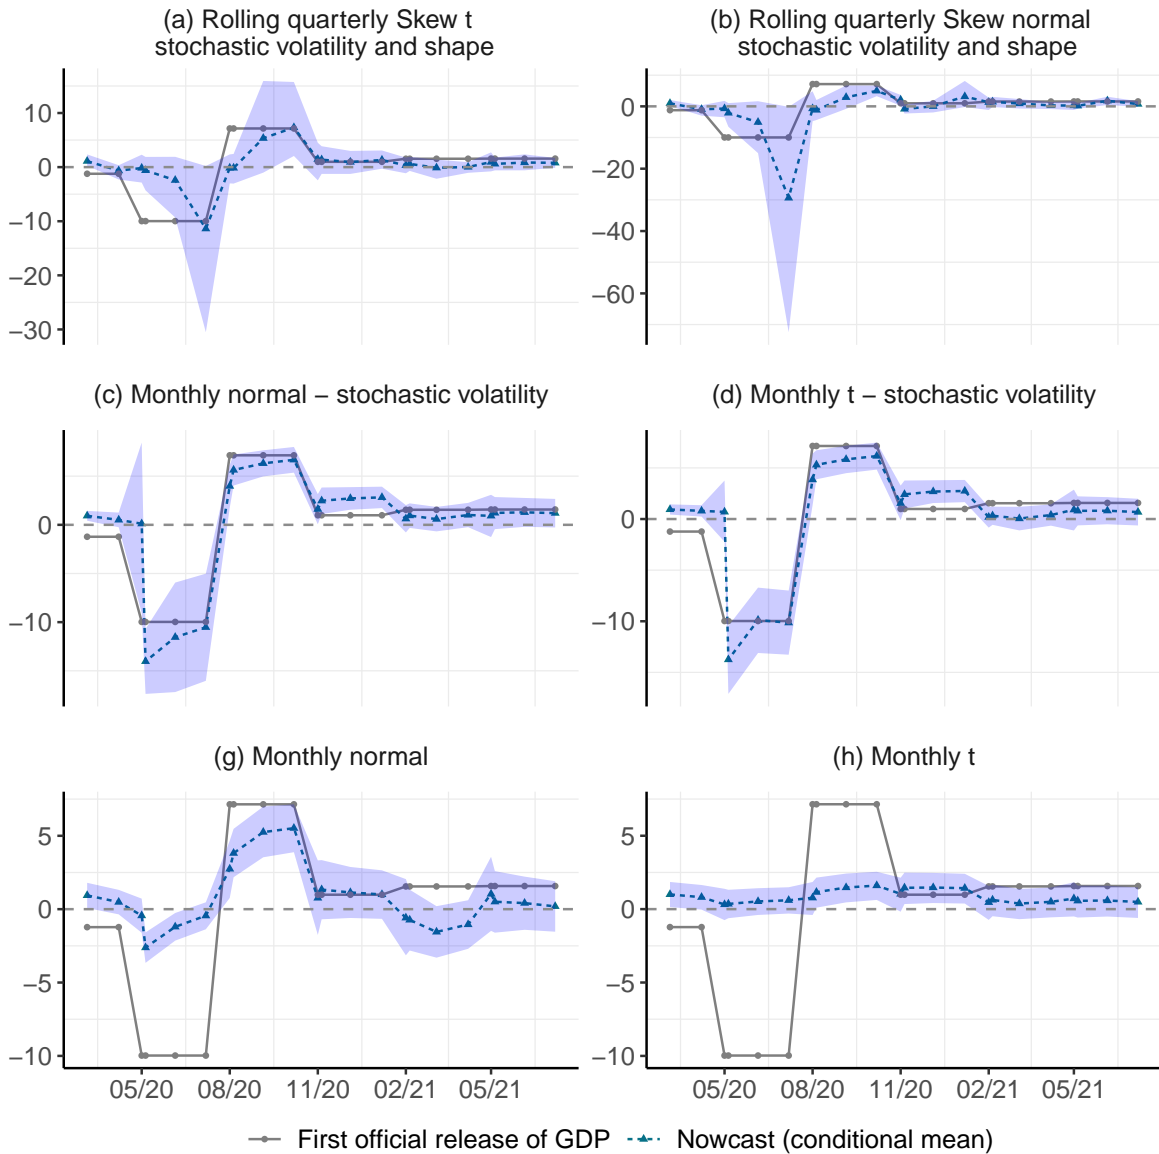 (a) Rolling quarterly Skew t
stochastic volatility and shape
10
0
−10
−20
−30
(b) Rolling quarterly Skew normal
stochastic volatility and shape
0
−20
−40
−60
(c) Monthly normal − stochastic volatility
0
−10
(d) Monthly t − stochastic volatility
0
−10
(g) Monthly normal
5
0
−5
−10
05/20 08/20 11/20 02/21 05/21
(h) Monthly t
5
0
−5
−10
05/20 08/20 11/20 02/21 05/21
First official release of GDP Nowcast (conditional mean)